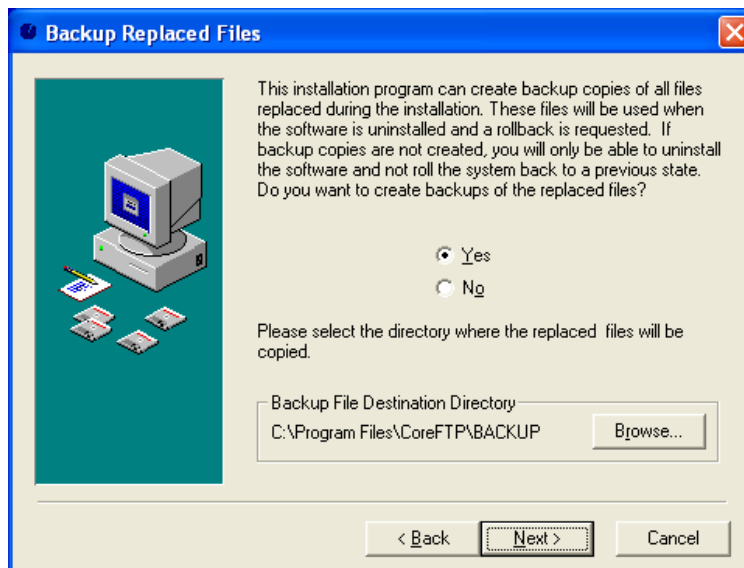 Backup Replaced Files
This installation program can create backup copies of all files
replaced during the installation. These files will be used when
the software is uninstalled and a rollback is requested. If
backup copies are not created, you will only be able to uninstall
the software and not roll the system back to a previous state.
Do you want to create backups of the replaced files?
Yes
No
Please select the directory where the replaced files will be
copied.
Backup File Destination Directory
C:\Program Files\CoreFTP\BACKUP
Browse...
< Back
Next >
Cancel